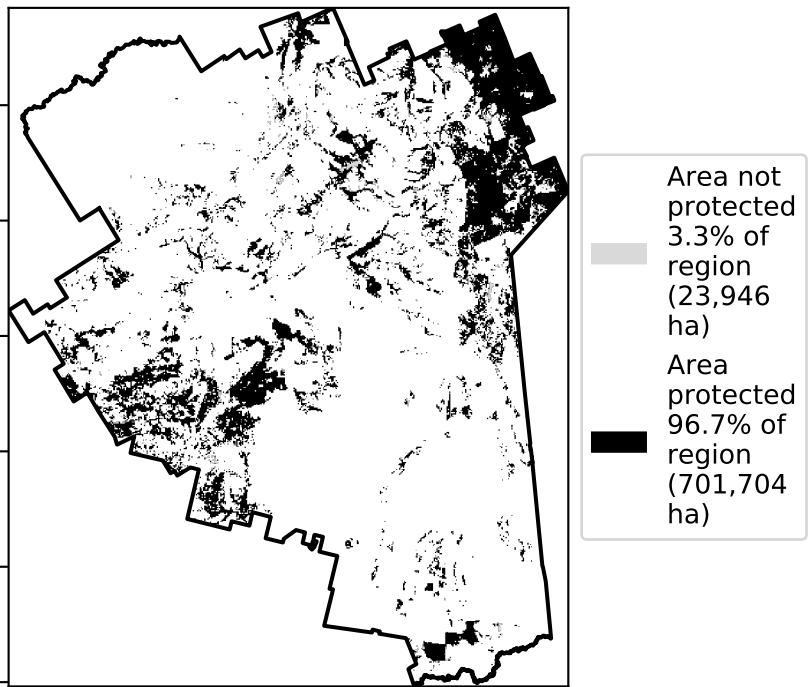 Area not
protected
3.3% of
region
(23,946
ha)
Area
protected
96.7% of
region
(701,704
ha)